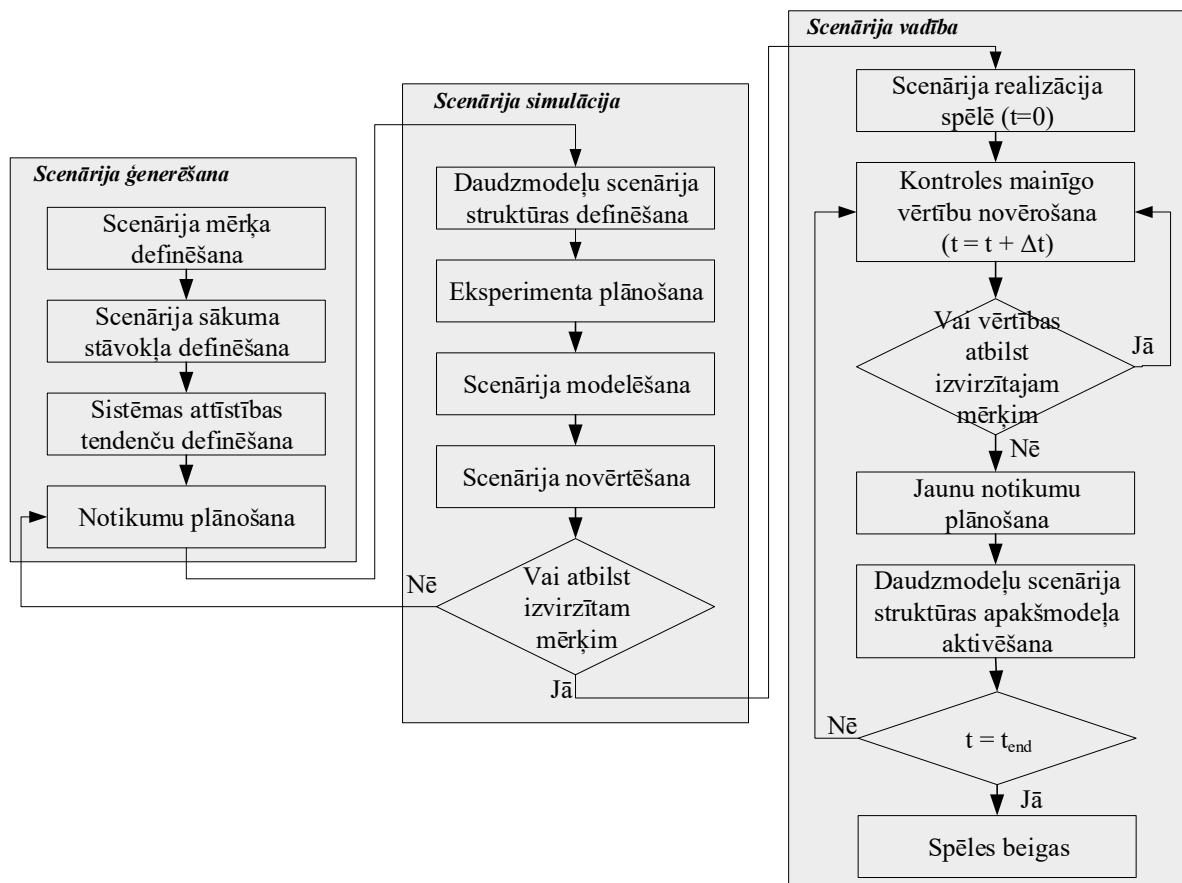 Scenārija ģenerēšana
Scenārija mērķa
definēšana
Scenārija sākuma
stāvokļa definēšana
Sistēmas attīstības
tendenču definēšana
Notikumu plānošana
Scenārija simulācija
Daudzmodeļu scenārija
struktūras definēšana
Eksperimenta plānošana
Scenārija modelēšana
Scenārija novērtēšana
Vai atbilst
izvirzītam
mērķim
Nē
Jā
Scenārija vadība
Scenārija realizācija
spēlē (t=0)
Kontroles mainīgo
vērtību novērošana
(t = t + Δt)
Vai vērtības
atbilst
izvirzītajam
mērķim
Jā
Nē
Jaunu notikumu
plānošana
Daudzmodeļu scenārija
struktūras apakšmodeļa
aktivēšana
Nē
t = tend
Jā
Spēles beigas